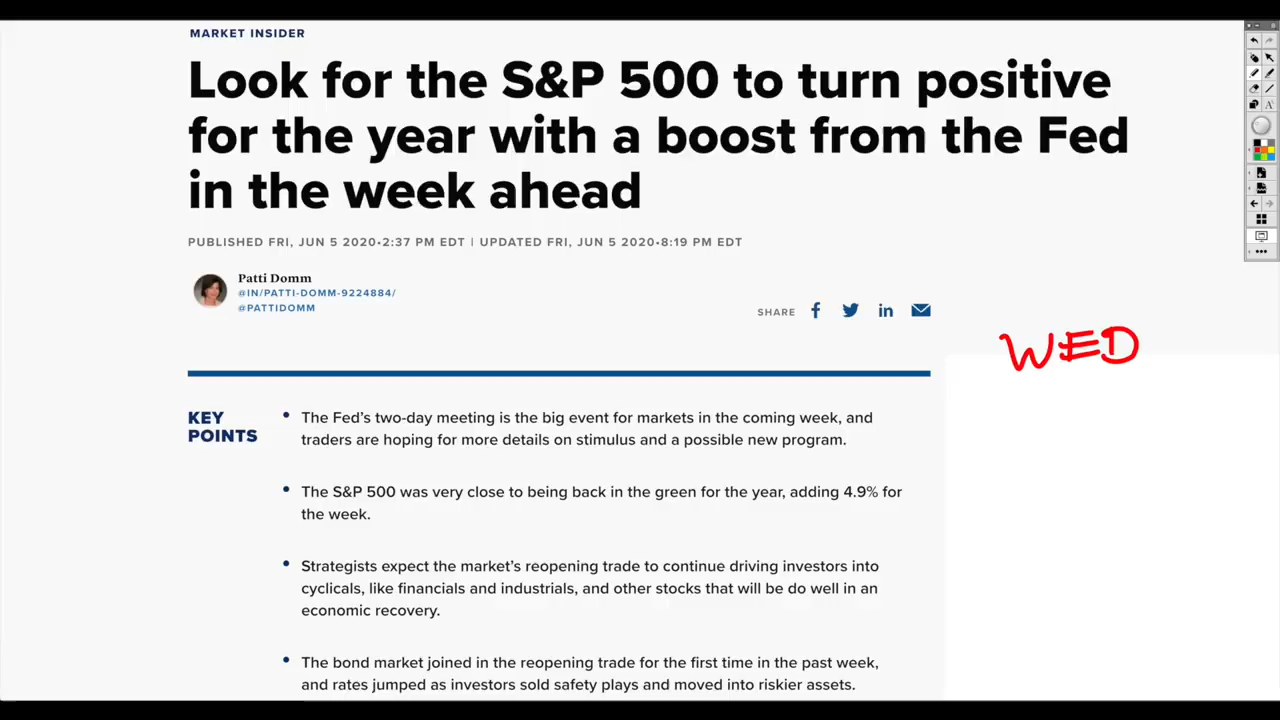 MARKET INSIDER
Look for the S&P 500 to turn positive
for the year with a boost from the Fed
in the week ahead
PUBLISHED FRI, JUN 5 2020•2:37 PM EDT | UPDATED FRI, JUN 5 2020•8:19 PM EDT
Patti Domm
@IN/PATTI-DOMM-9224884/
@PATTIDOMM
SHARE
WED
KEY
POINTS
• The Fed’s two-day meeting is the big event for markets in the coming week, and
traders are hoping for more details on stimulus and a possible new program.
• The S&P 500 was very close to being back in the green for the year, adding 4.9% for
the week.
• Strategists expect the market’s reopening trade to continue driving investors into
cyclicals, like financials and industrials, and other stocks that will be do well in an
economic recovery.
• The bond market joined in the reopening trade for the first time in the past week,
and rates jumped as investors sold safety plays and moved into riskier assets.